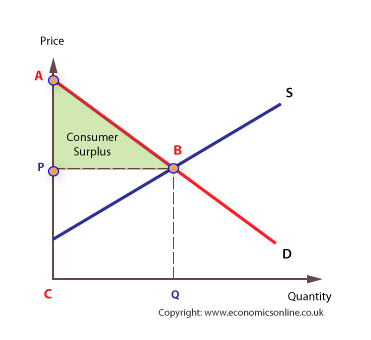 Price
A
S
Consumer
Surplus
B
P
D
C
Q
Quantity
Copyright: www.economicsonline.co.uk